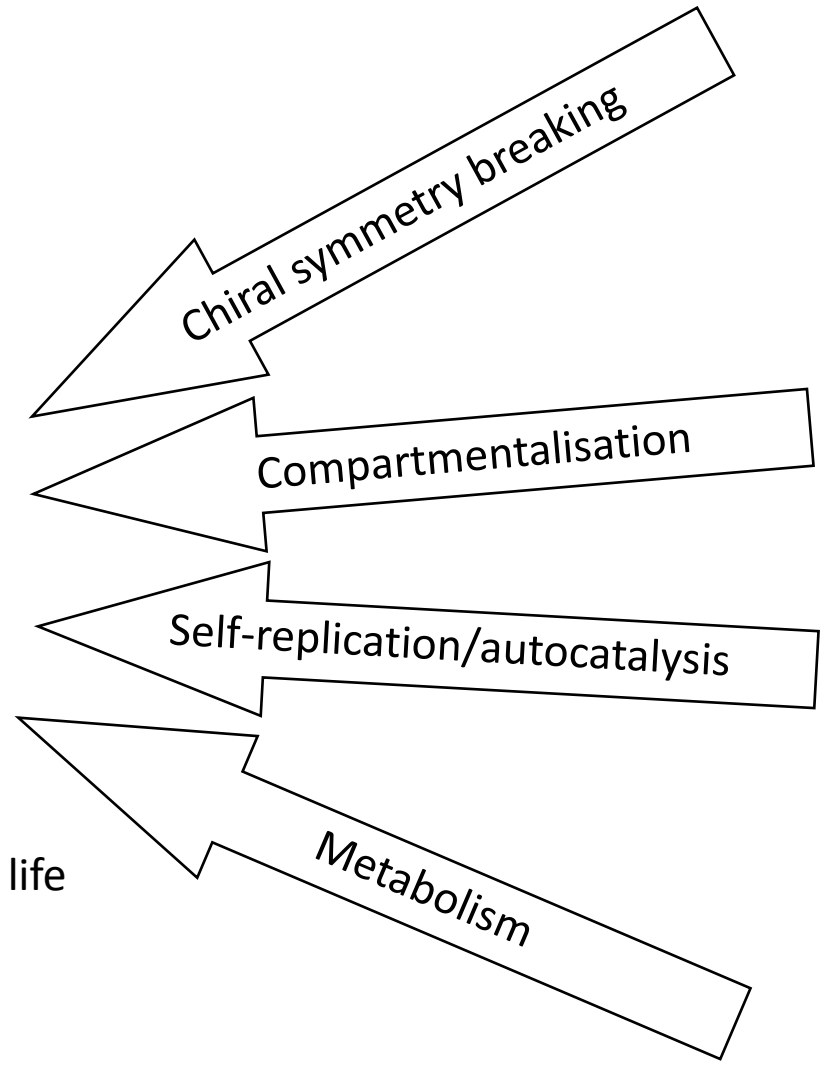 Chiral symmetry breaking
Compartmentalisation
Self-replication/autocatalysis
Metabolism
life